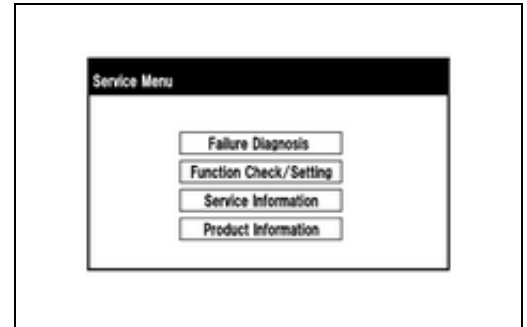 Service Menu
Failure Diagnosis
Function Check/Setting
Service Information
Product Information